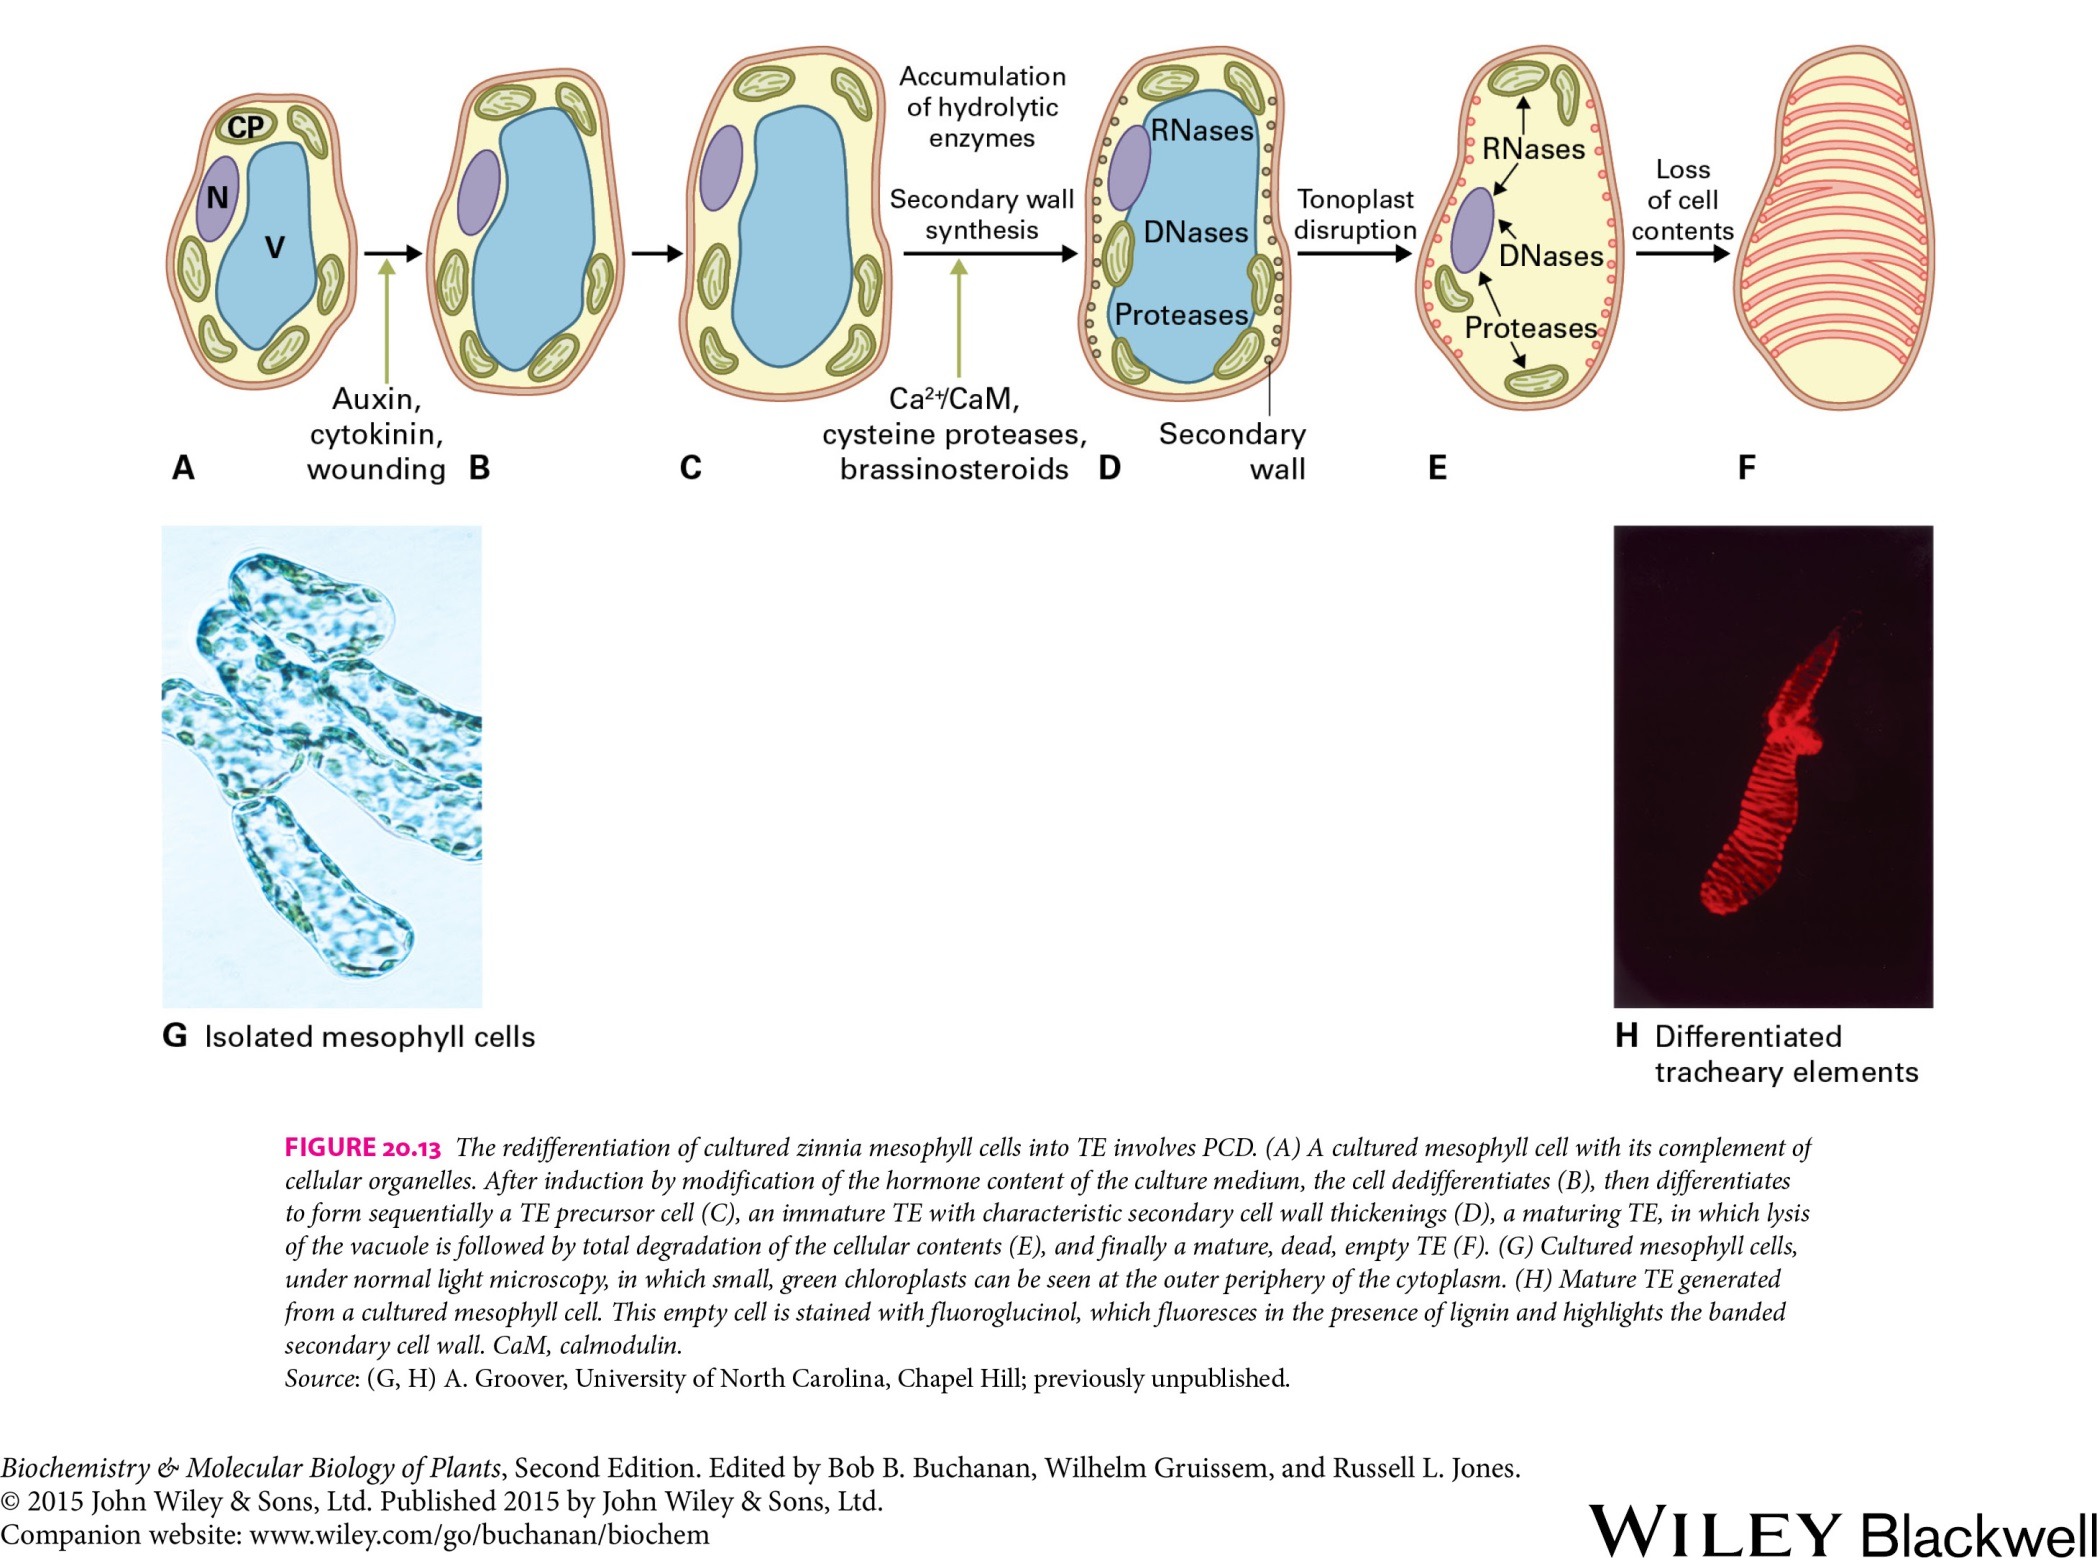 CP
N
V
Auxin,
cytokinin,
wounding
Accumulation
of hydrolytic
enzymes
Secondary wall
synthesis
Ca²⁺/CaM,
cysteine proteases,
brassinosteroids
RNases
DNases
Proteases
Secondary
wall
Tonoplast
disruption
RNases
DNases
Proteases
Loss
of cell
contents
A
B
C
D
E
F
G Isolated mesophyll cells
H Differentiated
tracheary elements
FIGURE 20.13 The redifferentiation of cultured zinnia mesophyll cells into TE involves PCD. (A) A cultured mesophyll cell with its complement of
cellular organelles. After induction by modification of the hormone content of the culture medium, the cell dedifferentiates (B), then differentiates
to form sequentially a TE precursor cell (C), an immature TE with characteristic secondary cell wall thickenings (D), a maturing TE, in which lysis
of the vacuole is followed by total degradation of the cellular contents (E), and finally a mature, dead, empty TE (F). (G) Cultured mesophyll cells,
under normal light microscopy, in which small, green chloroplasts can be seen at the outer periphery of the cytoplasm. (H) Mature TE generated
from a cultured mesophyll cell. This empty cell is stained with fluoroglucinol, which fluoresces in the presence of lignin and highlights the banded
secondary cell wall. CaM, calmodulin.
Source: (G, H) A. Groover, University of North Carolina, Chapel Hill; previously unpublished.
Biochemistry & Molecular Biology of Plants, Second Edition. Edited by Bob B. Buchanan, Wilhelm Gruissem, and Russell L. Jones.
© 2015 John Wiley & Sons, Ltd. Published 2015 by John Wiley & Sons, Ltd.
Companion website: www.wiley.com/go/buchanan/biochem
WILEY Blackwell